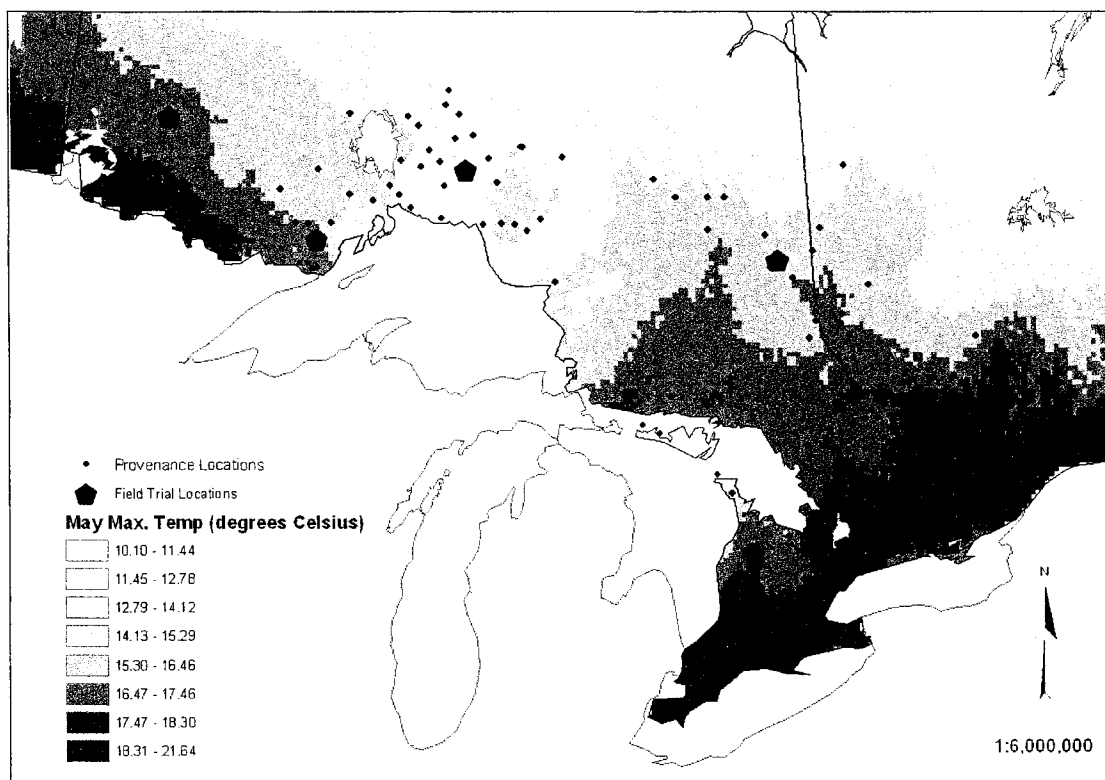 Provenance Locations
Field Trial Locations
May Max. Temp (degrees Celsius)
10.10 - 11.44
11.45 - 12.78
12.79 - 14.12
14.13 - 15.29
15.30 - 16.46
16.47 - 17.46
17.47 - 18.30
18.31 - 21.64
N
1:6,000,000